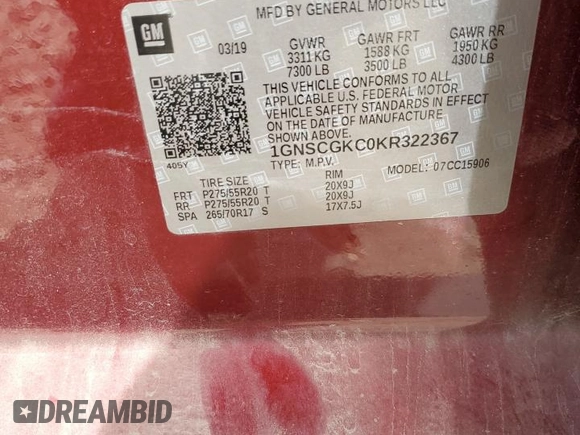 MFD BY GENERAL MOTORS LLC
GM
03/19
GVWR GAWR FRT GAWR RR
3311 KG 1588 KG 1950 KG
7300 LB 3500 LB 4300 LB
THIS VEHICLE CONFORMS TO ALL
APPLICABLE U.S. FEDERAL MOTOR
VEHICLE SAFETY STANDARDS IN EFFECT
ON THE DATE OF MANUFACTURE
SHOWN ABOVE.
1GNSCGKC0KR322367
405Y
TYPE: M.P.V. MODEL: 07CC15906
TIRE SIZE RIM
FRT P275/55R20 T 20X9J
RR P275/55R20 T 20X9J
SPA 265/70R17 S 17X7.5J
DREAMBID